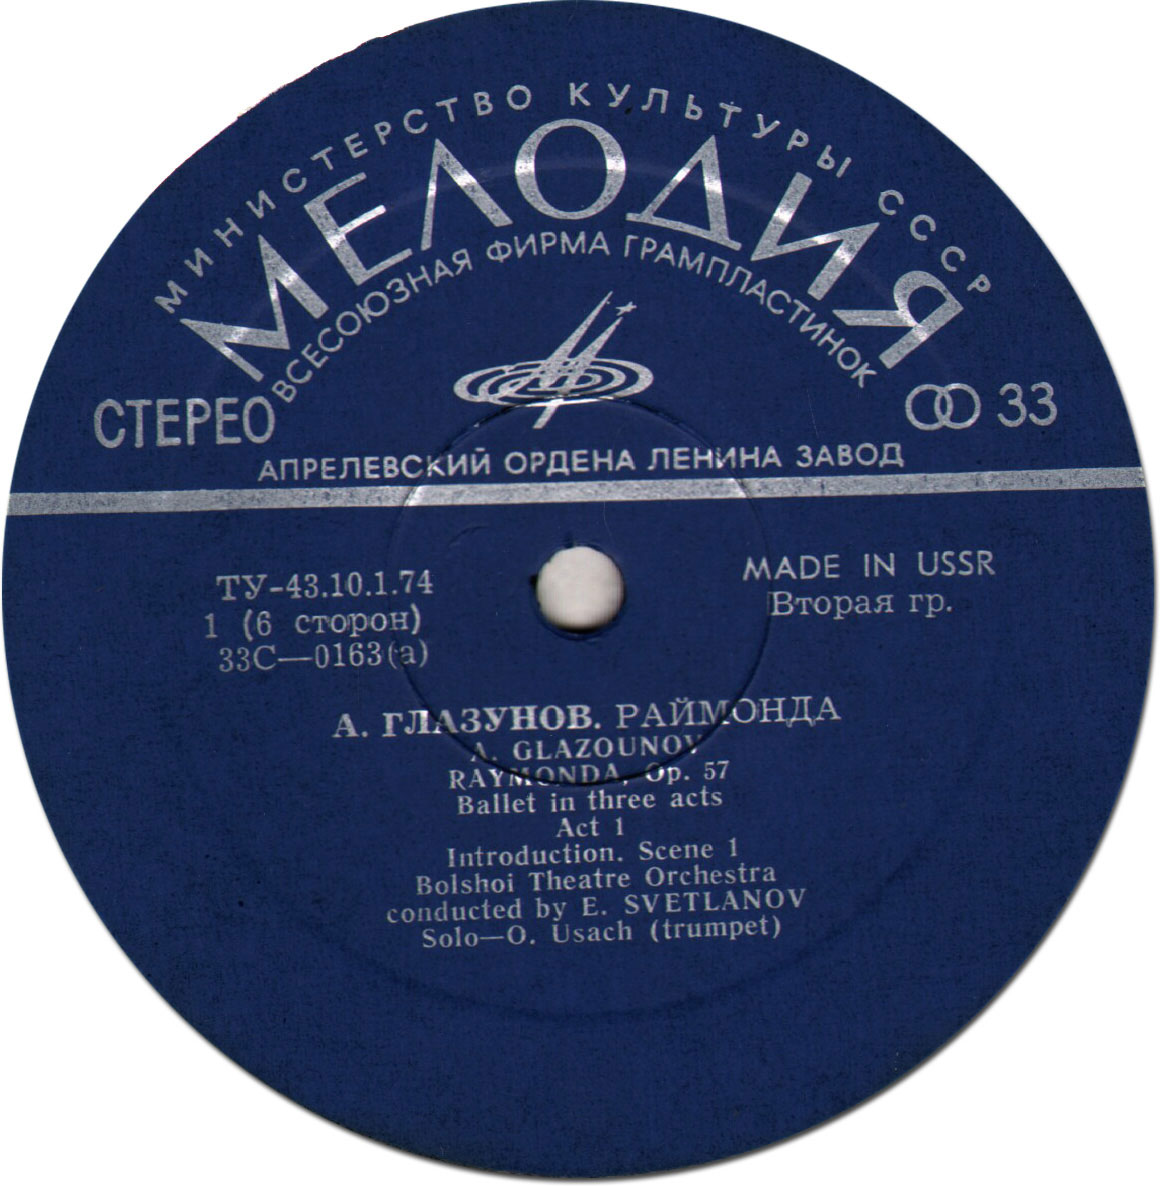 МИНИСТЕРСТВО КУЛЬТУРЫ СССР
МЕЛОДИЯ
ВСЕСОЮЗНАЯ ФИРМА ГРАМПЛАСТИНОК
СТЕРЕО
33
АПРЕЛЕВСКИЙ ОРДЕНА ЛЕНИНА ЗАВОД
ТУ-43.10.1.74
1 (6 сторон)
33С—0163(а)
MADE IN USSR
Вторая гр.
А. ГЛАЗУНОВ. РАЙМОНДА
A. GLAZOUNOV
RAYMONDA, Op. 57
Ballet in three acts
Act 1
Introduction. Scene 1
Bolshoi Theatre Orchestra
conducted by E. SVETLANOV
Solo—O. Usach (trumpet)